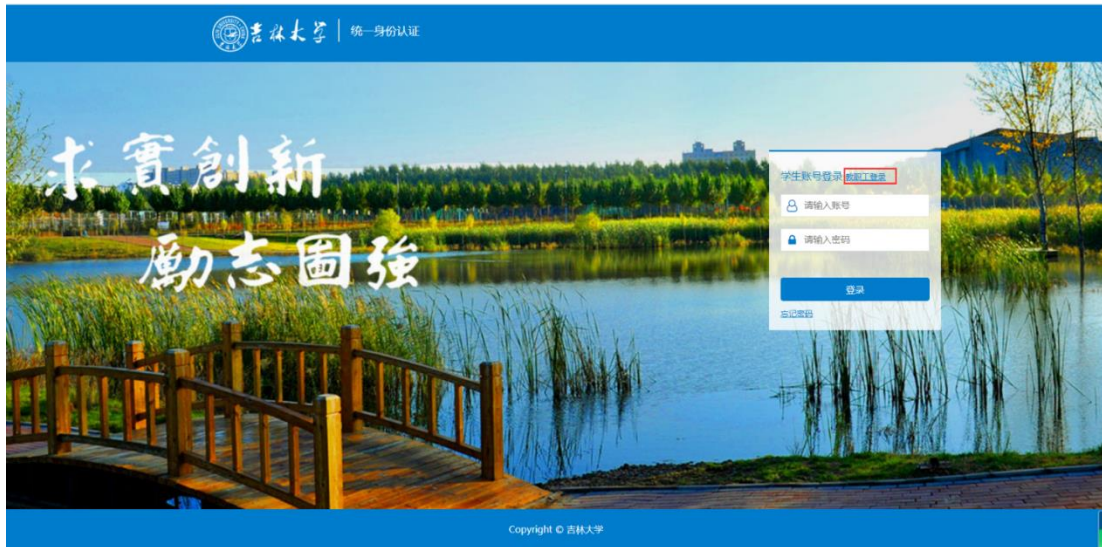 吉林大学 统一身份认证
求實創新
勵志圖強
学生账号登录 教职工登录
请输入账号
请输入密码
登录
忘记密码
Copyright © 吉林大学